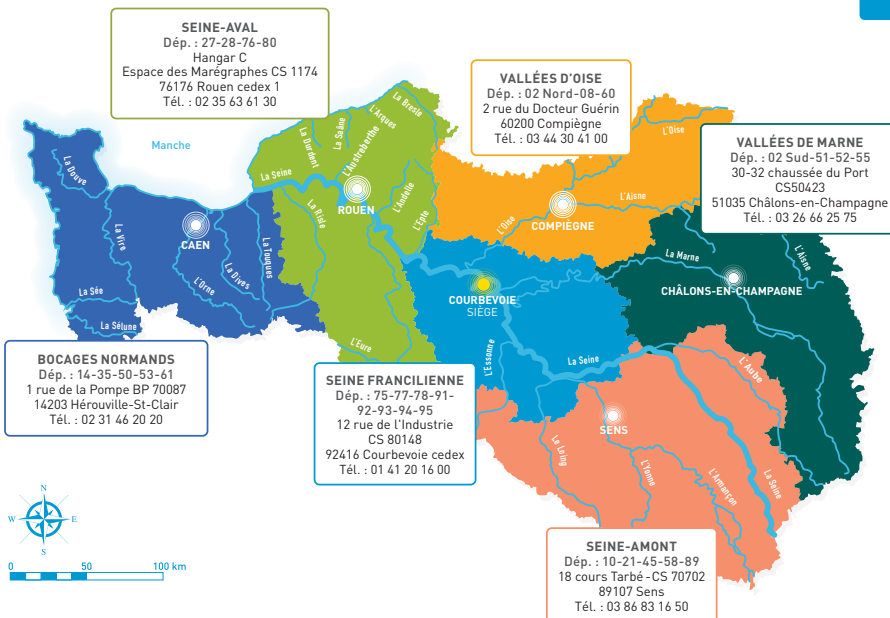 SEINE-AVAL
Dép. : 27-28-76-80
Hangar C
Espace des Marégraphes CS 1174
76176 Rouen cedex 1
Tél. : 02 35 63 61 30
VALLÉES D'OISE
Dép. : 02 Nord-08-60
2 rue du Docteur Guérin
60200 Compiègne
Tél. : 03 44 30 41 00
VALLÉES DE MARNE
Dép. : 02 Sud-51-52-55
30-32 chaussée du Port
CS50423
51035 Châlons-en-Champagne
Tél. : 03 26 66 25 75
Manche
La Douve
La Vire
La Sée
La Sélune
CAEN
L'Orne
La Dives
La Touques
La Seine
La Durdent
La Saâne
L'Austreberthe
L'Arques
La Bresle
ROUEN
La Risle
L'Andelle
L'Epte
L'Eure
L'Oise
L'Oise
L'Aisne
COMPIÈGNE
L'Aisne
La Marne
CHÂLONS-EN-CHAMPAGNE
COURBEVOIE
SIÈGE
L'Essonne
La Seine
L'Aube
SENS
Le Loing
L'Yonne
L'Armançon
La Seine
BOCAGES NORMANDS
Dép. : 14-35-50-53-61
1 rue de la Pompe BP 70087
14203 Hérouville-St-Clair
Tél. : 02 31 46 20 20
SEINE FRANCILIENNE
Dép. : 75-77-78-91-
92-93-94-95
12 rue de l'Industrie
CS 80148
92416 Courbevoie cedex
Tél. : 01 41 20 16 00
SEINE-AMONT
Dép. : 10-21-45-58-89
18 cours Tarbé - CS 70702
89107 Sens
Tél. : 03 86 83 16 50
N
W
E
S
0 50 100 km